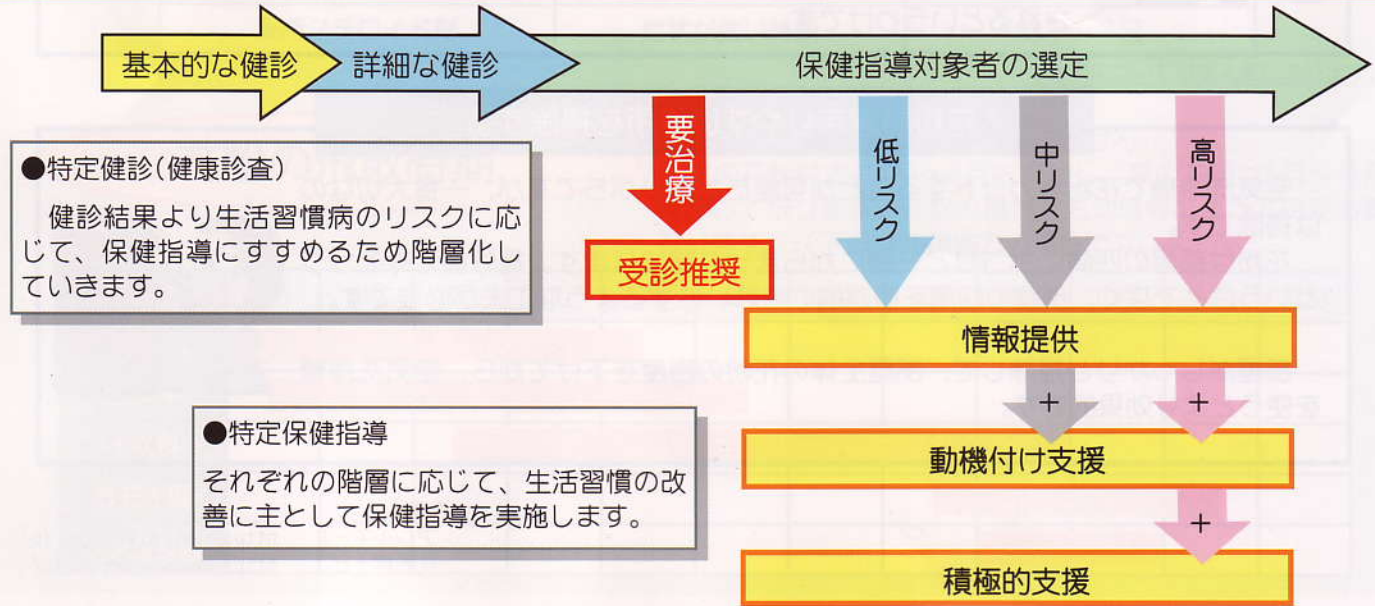 基本的な健診
詳細な健診
保健指導対象者の選定
●特定健診(健康診査)
健診結果より生活習慣病のリスクに応
じて、保健指導にすすめるため階層化し
ていきます。
要治療
低リスク
中リスク
高リスク
受診推奨
情報提供
+
+
●特定保健指導
それぞれの階層に応じて、生活習慣の改
善に主として保健指導を実施します。
動機付け支援
+
積極的支援